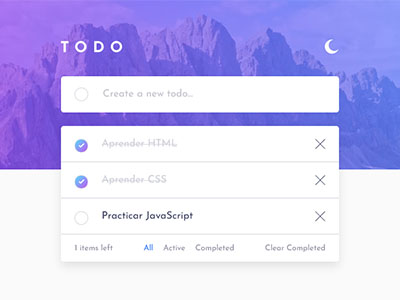 TODO
Create a new todo...
Aprender HTML
Aprender CSS
Practicar JavaScript
1 items left All Active Completed Clear Completed